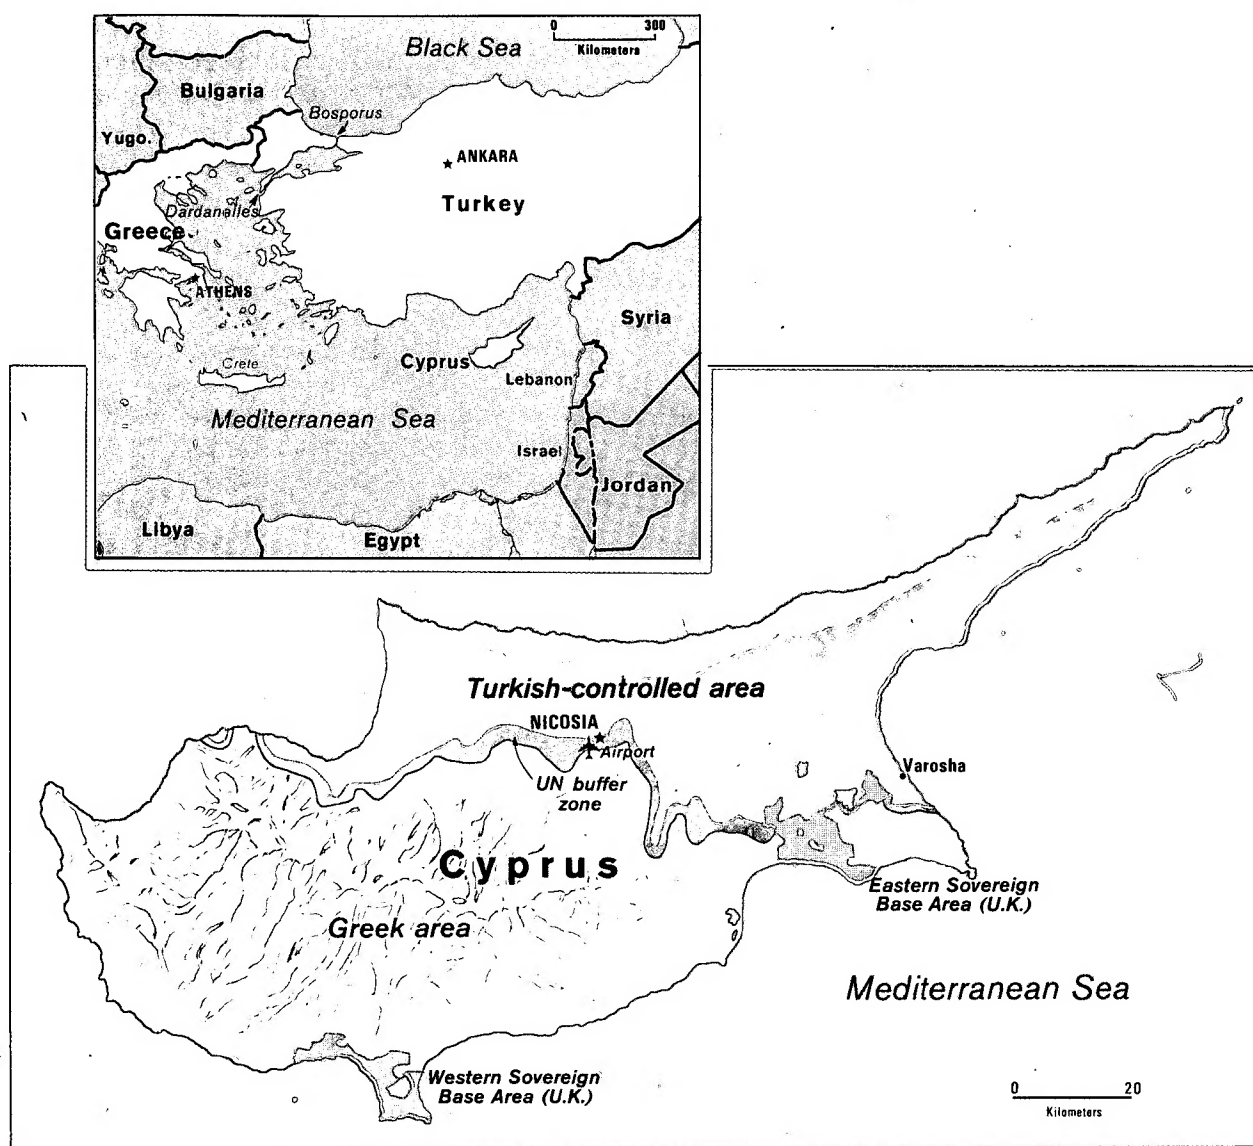 0 300
Kilometers
Black Sea
Bulgaria
Bosporus
Yugo.
ANKARA
Turkey
Dardanelles
Greece
ATHENS
Syria
Cyprus
Crete
Lebanon
Mediterranean Sea
Israel
Jordan
Libya
Egypt
Turkish-controlled area
NICOSIA
Airport
Varosha
UN buffer
zone
Cyprus
Eastern Sovereign
Base Area (U.K.)
Greek area
Mediterranean Sea
Western Sovereign
Base Area (U.K.)
0 20
Kilometers